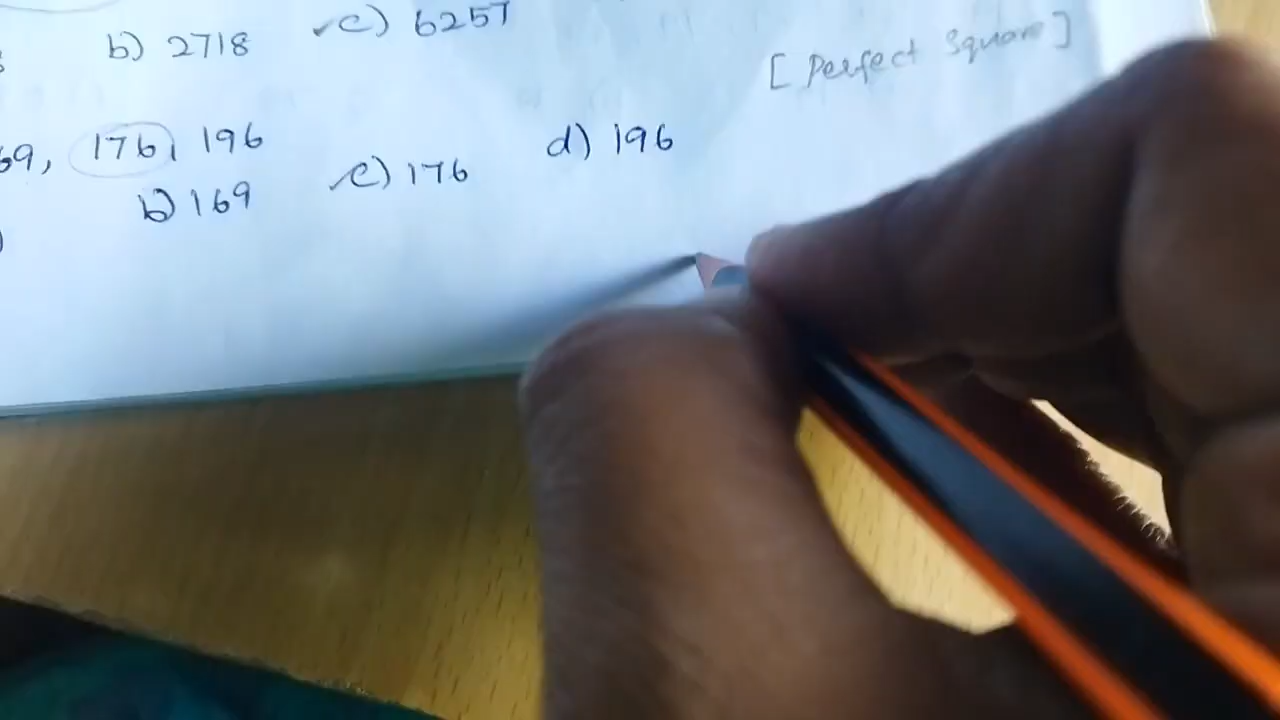 b) 2718 c) 6257
[Perfect Square]
69, 176, 196
b) 169 c) 176 d) 196
)